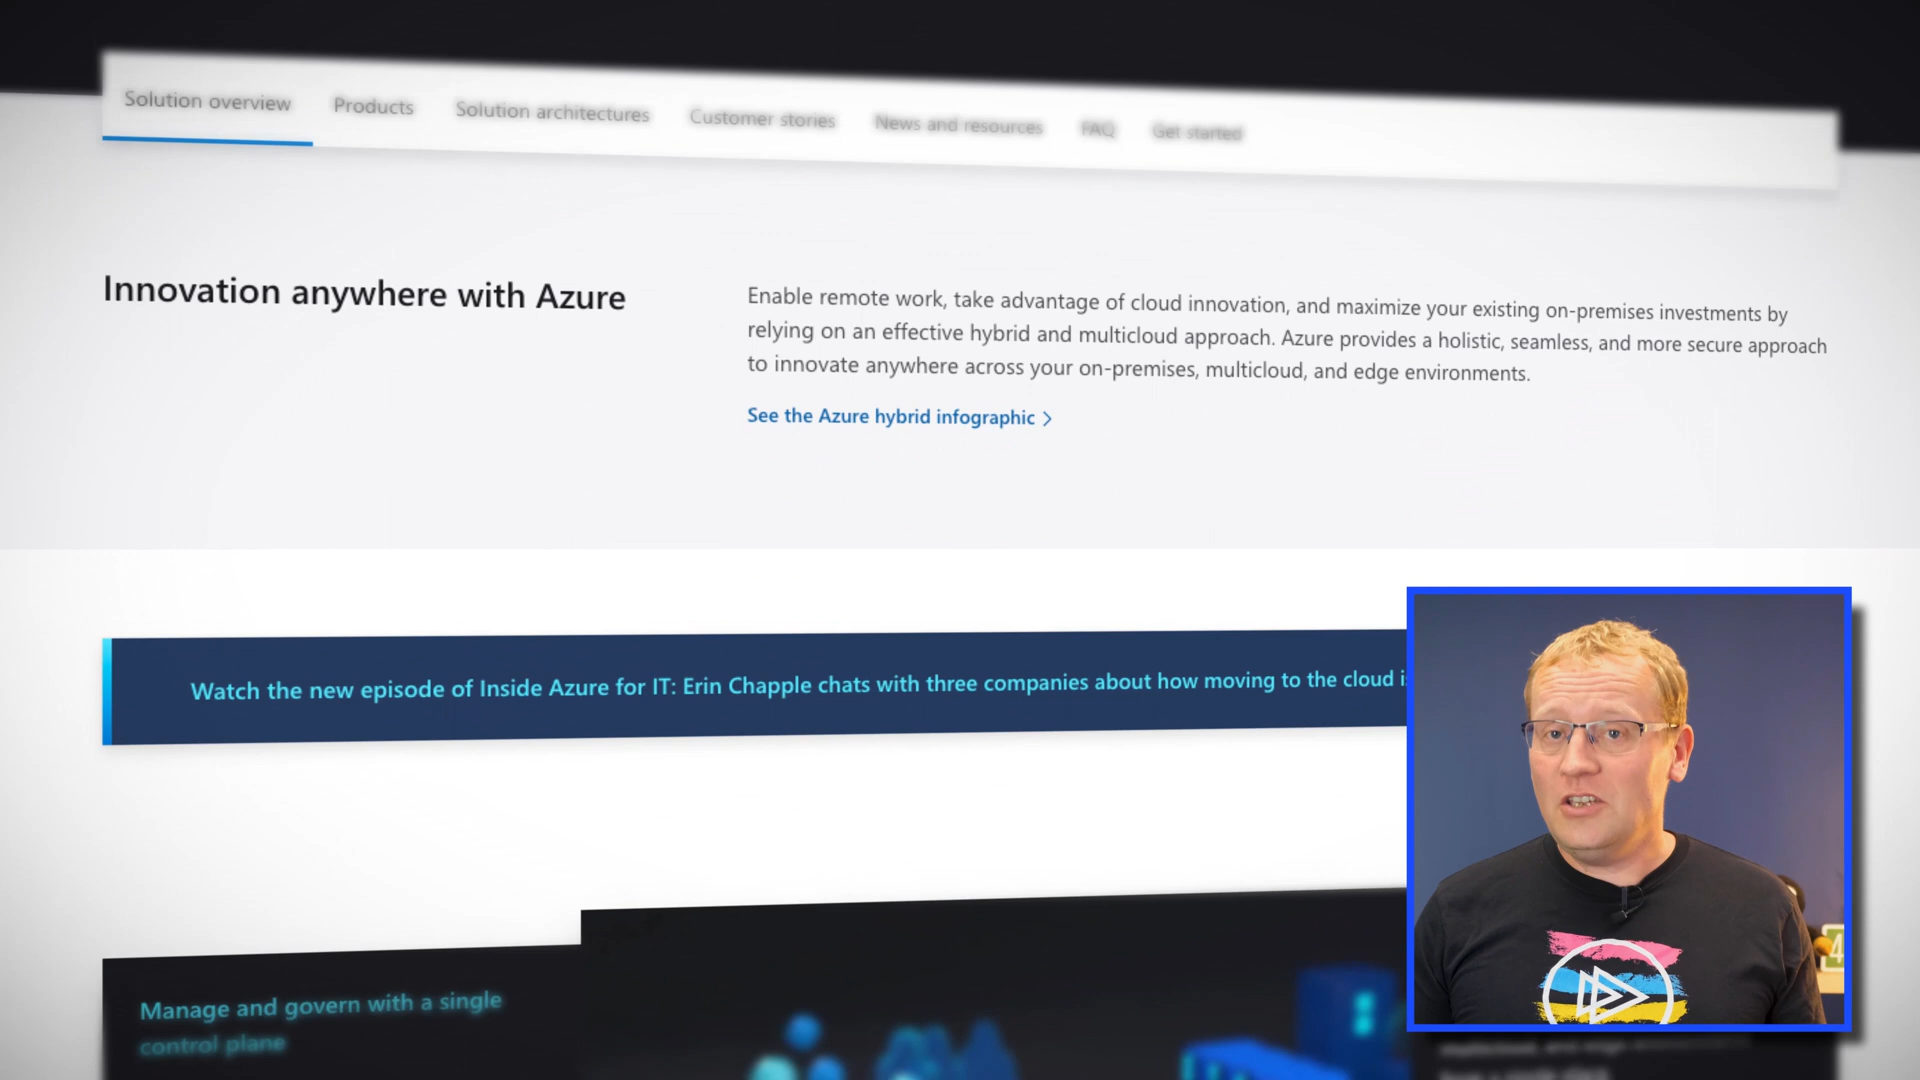 Solution overview Products Solution architectures Customer stories News and resources FAQ Get started
Innovation anywhere with Azure
Enable remote work, take advantage of cloud innovation, and maximize your existing on-premises investments by
relying on an effective hybrid and multicloud approach. Azure provides a holistic, seamless, and more secure approach
to innovate anywhere across your on-premises, multicloud, and edge environments.
See the Azure hybrid infographic >
Watch the new episode of Inside Azure for IT: Erin Chapple chats with three companies about how moving to the cloud i
Manage and govern with a single
control plane